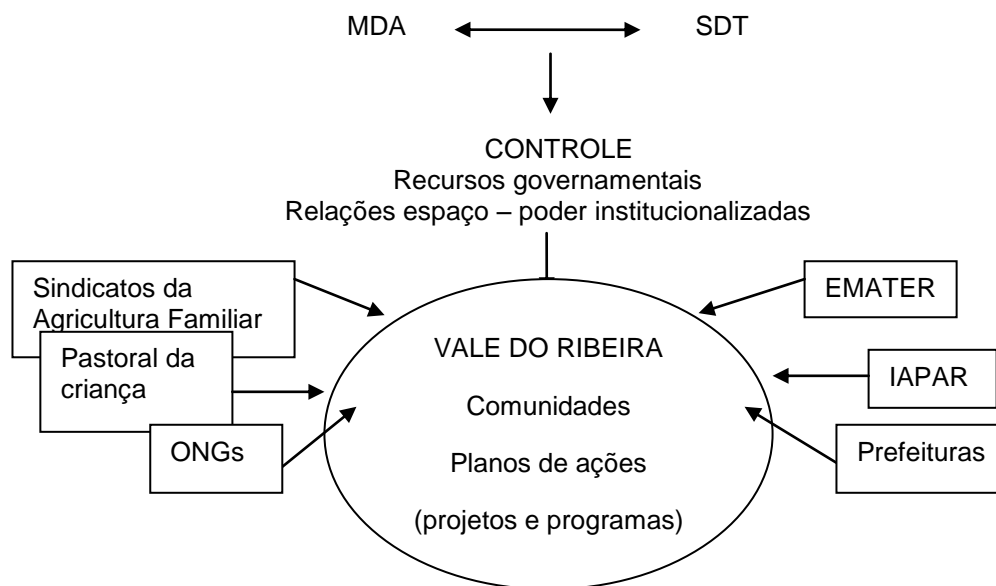 MDA
SDT
CONTROLE
Recursos governamentais
Relações espaço – poder institucionalizadas
Sindicatos da
Agricultura Familiar
Pastoral da
criança
ONGs
VALE DO RIBEIRA
Comunidades
Planos de ações
(projetos e programas)
EMATER
IAPAR
Prefeituras